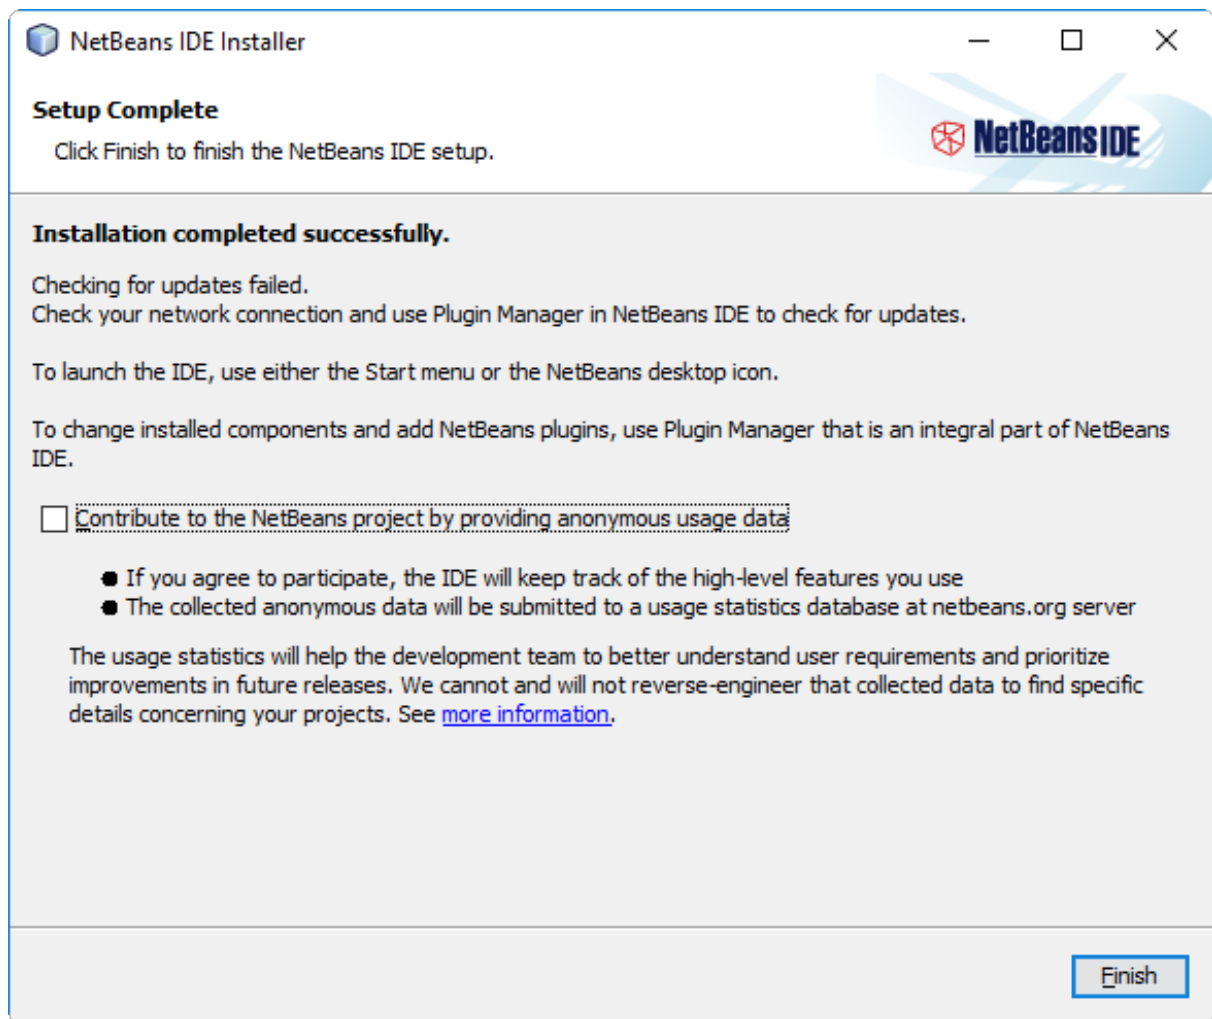 NetBeans IDE Installer
Setup Complete
Click Finish to finish the NetBeans IDE setup.
NetBeans IDE
Installation completed successfully.
Checking for updates failed.
Check your network connection and use Plugin Manager in NetBeans IDE to check for updates.
To launch the IDE, use either the Start menu or the NetBeans desktop icon.
To change installed components and add NetBeans plugins, use Plugin Manager that is an integral part of NetBeans
IDE.
Contribute to the NetBeans project by providing anonymous usage data
● If you agree to participate, the IDE will keep track of the high-level features you use
● The collected anonymous data will be submitted to a usage statistics database at netbeans.org server
The usage statistics will help the development team to better understand user requirements and prioritize
improvements in future releases. We cannot and will not reverse-engineer that collected data to find specific
details concerning your projects. See more information.
Finish